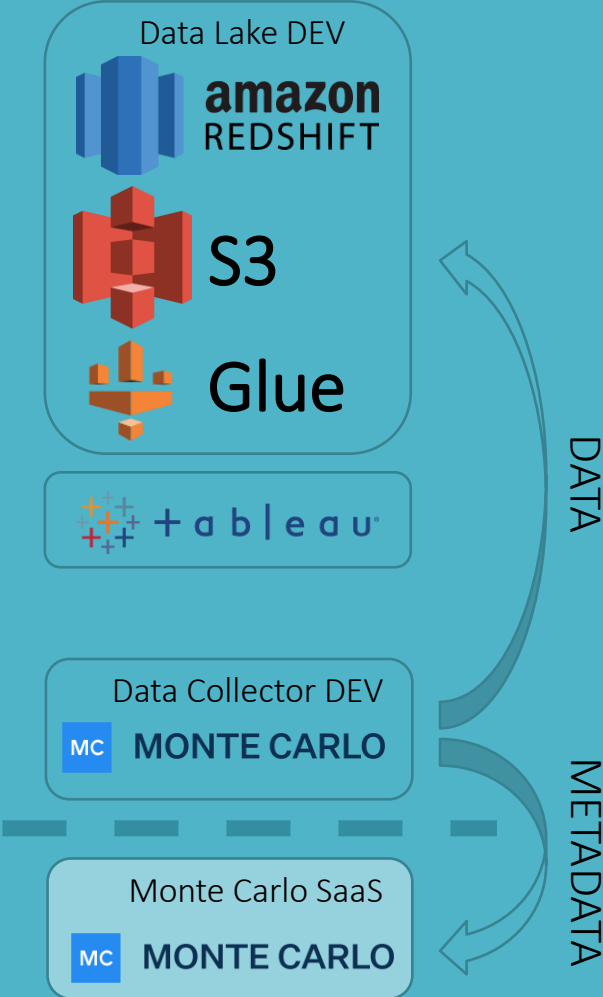 Data Lake DEV
amazon
REDSHIFT
S3
Glue
+ a b l e a u
DATA
Data Collector DEV
MC MONTE CARLO
METADATA
Monte Carlo SaaS
MC MONTE CARLO